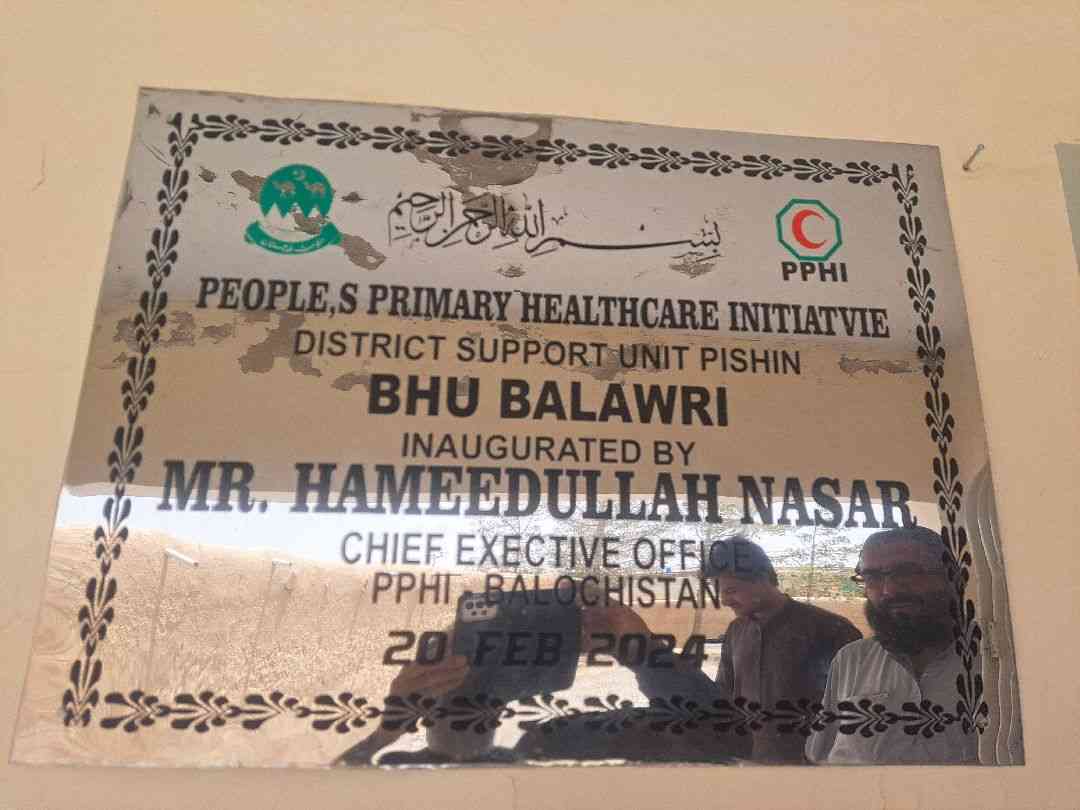 بسم الله الرحمن الرحيم
PPHI
PEOPLE,S PRIMARY HEALTHCARE INITIATVIE
DISTRICT SUPPORT UNIT PISHIN
BHU BALAWRI
INAUGURATED BY
MR. HAMEEDULLAH NASAR
CHIEF EXECTIVE OFFICE
PPHI - BALOCHISTAN
20 FEB 2024